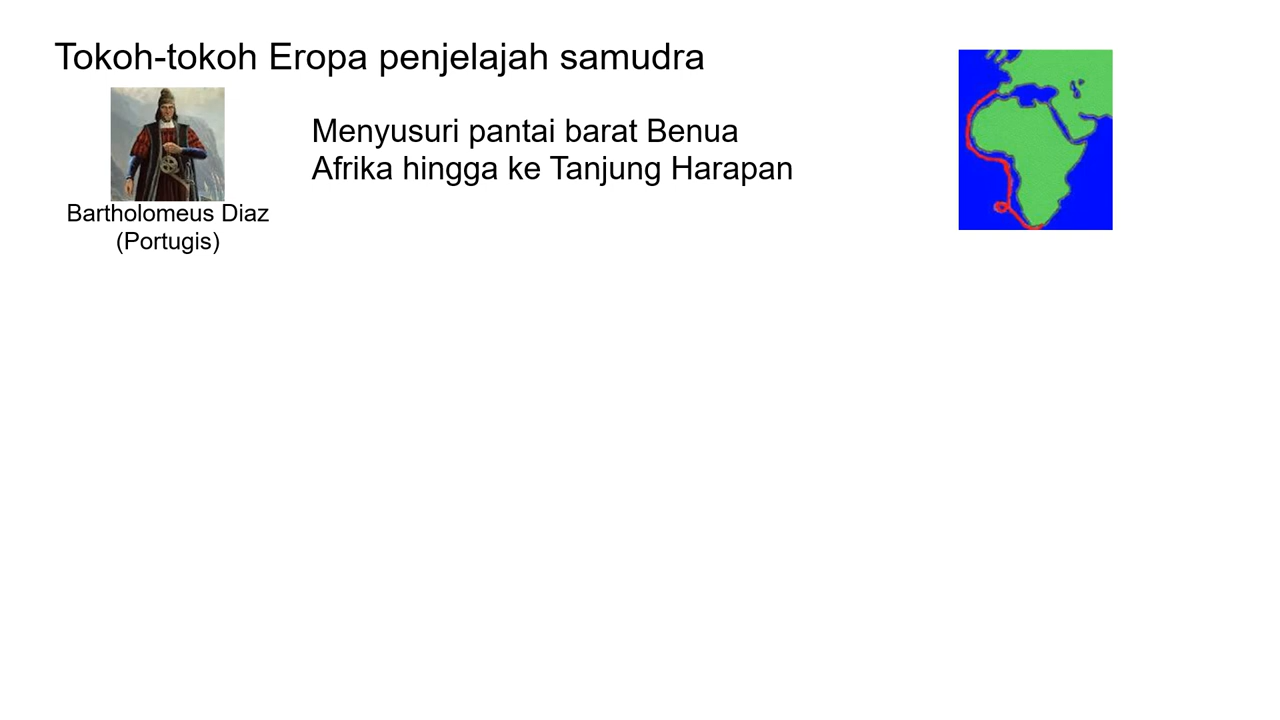 Tokoh-tokoh Eropa penjelajah samudra
Menyusuri pantai barat Benua
Afrika hingga ke Tanjung Harapan
Bartholomeus Diaz
(Portugis)